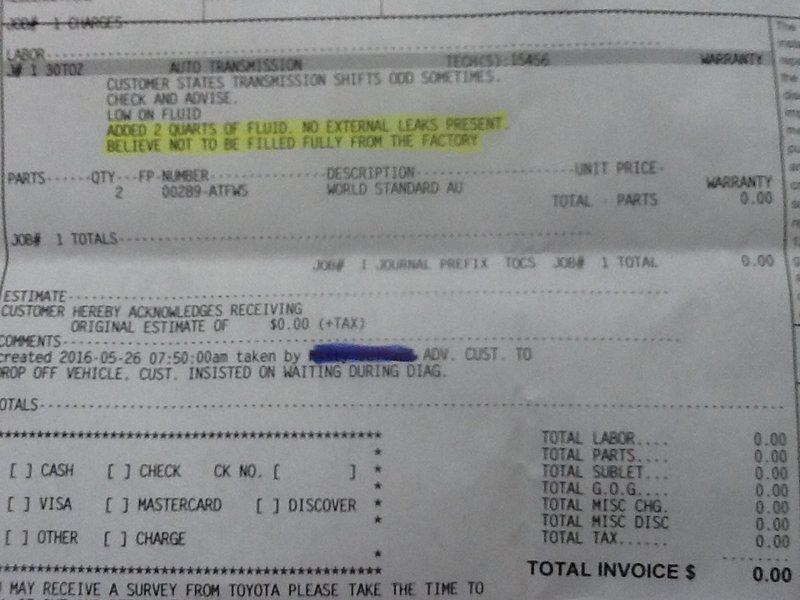 JOB# 1 CHARGES
LABOR
J# 1 30TOZ AUTO TRANSMISSION TECH(S):15456 WARRANTY
CUSTOMER STATES TRANSMISSION SHIFTS ODD SOMETIMES.
CHECK AND ADVISE.
LOW ON FLUID
ADDED 2 QUARTS OF FLUID. NO EXTERNAL LEAKS PRESENT.
BELIEVE NOT TO BE FILLED FULLY FROM THE FACTORY
PARTS------QTY---FP-NUMBER---------------DESCRIPTION--------------------UNIT PRICE-
2 00289-ATFWS WORLD STANDARD AU WARRANTY
TOTAL - PARTS 0.00
JOB# 1 TOTALS
JOB# 1 JOURNAL PREFIX TOCS JOB# 1 TOTAL 0.00
ESTIMATE
CUSTOMER HEREBY ACKNOWLEDGES RECEIVING
ORIGINAL ESTIMATE OF $0.00 (+TAX)
COMMENTS
created 2016-05-26 07:50:00am taken by ADV. CUST. TO
DROP OFF VEHICLE. CUST. INSISTED ON WAITING DURING DIAG.
TOTALS
[ ] CASH [ ] CHECK CK NO. [ ]
[ ] VISA [ ] MASTERCARD [ ] DISCOVER
[ ] OTHER [ ] CHARGE
TOTAL LABOR.... 0.00
TOTAL PARTS.... 0.00
TOTAL SUBLET... 0.00
TOTAL G.O.G.... 0.00
TOTAL MISC CHG. 0.00
TOTAL MISC DISC 0.00
TOTAL TAX...... 0.00
TOTAL INVOICE $ 0.00
MAY RECEIVE A SURVEY FROM TOYOTA PLEASE TAKE THE TIME TO